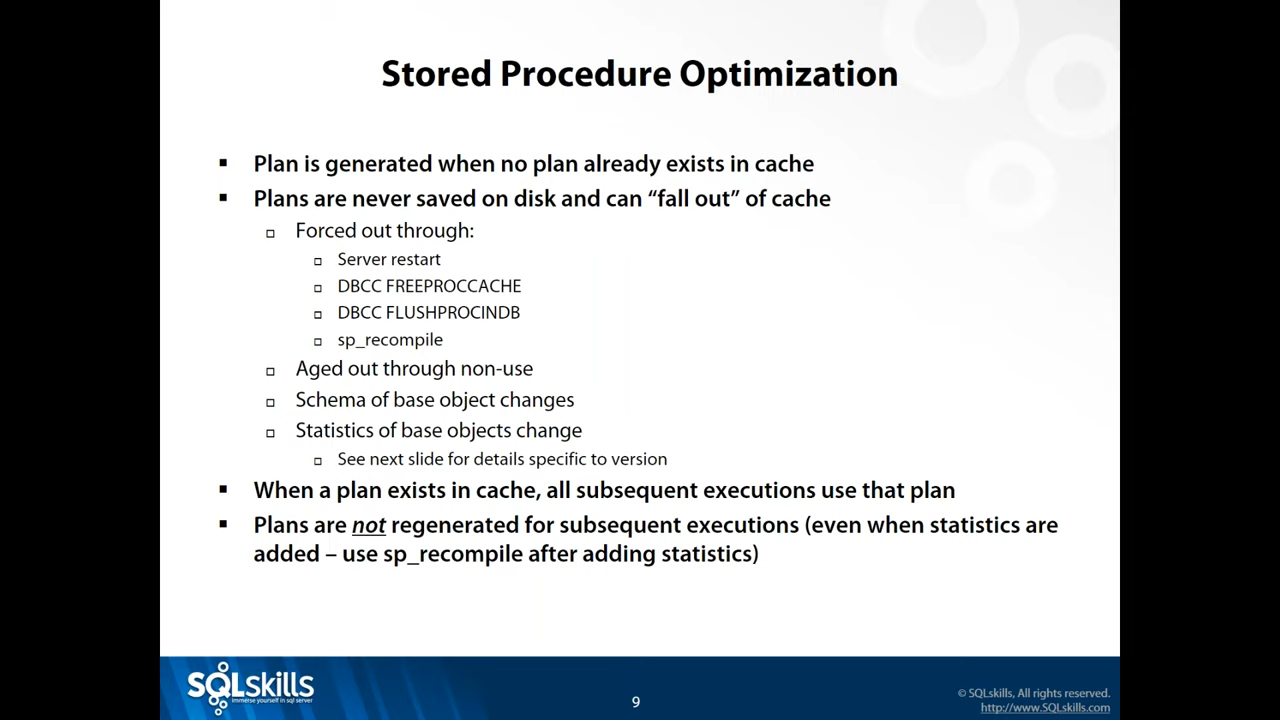 Stored Procedure Optimization
Plan is generated when no plan already exists in cache
Plans are never saved on disk and can “fall out” of cache
Forced out through:
Server restart
DBCC FREEPROCCACHE
DBCC FLUSHPROCINDB
sp_recompile
Aged out through non-use
Schema of base object changes
Statistics of base objects change
See next slide for details specific to version
When a plan exists in cache, all subsequent executions use that plan
Plans are not regenerated for subsequent executions (even when statistics are
added – use sp_recompile after adding statistics)
SQLskills
immerse yourself in sql server
9
© SQLskills, All rights reserved.
http://www.SQLskills.com